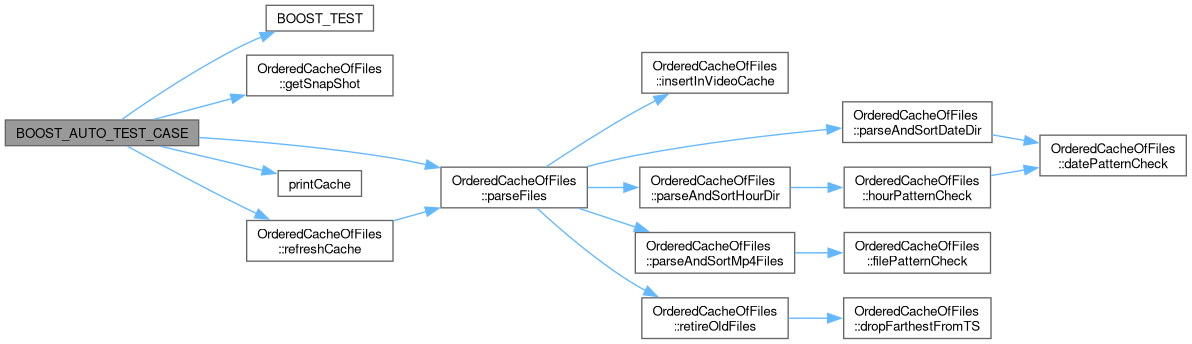 BOOST_TEST
OrderedCacheOfFiles
::getSnapShot
BOOST_AUTO_TEST_CASE
printCache
OrderedCacheOfFiles
::refreshCache
OrderedCacheOfFiles
::parseFiles
OrderedCacheOfFiles
::insertInVideoCache
OrderedCacheOfFiles
::parseAndSortDateDir
OrderedCacheOfFiles
::parseAndSortHourDir
OrderedCacheOfFiles
::parseAndSortMp4Files
OrderedCacheOfFiles
::retireOldFiles
OrderedCacheOfFiles
::datePatternCheck
OrderedCacheOfFiles
::hourPatternCheck
OrderedCacheOfFiles
::filePatternCheck
OrderedCacheOfFiles
::dropFarthestFromTS